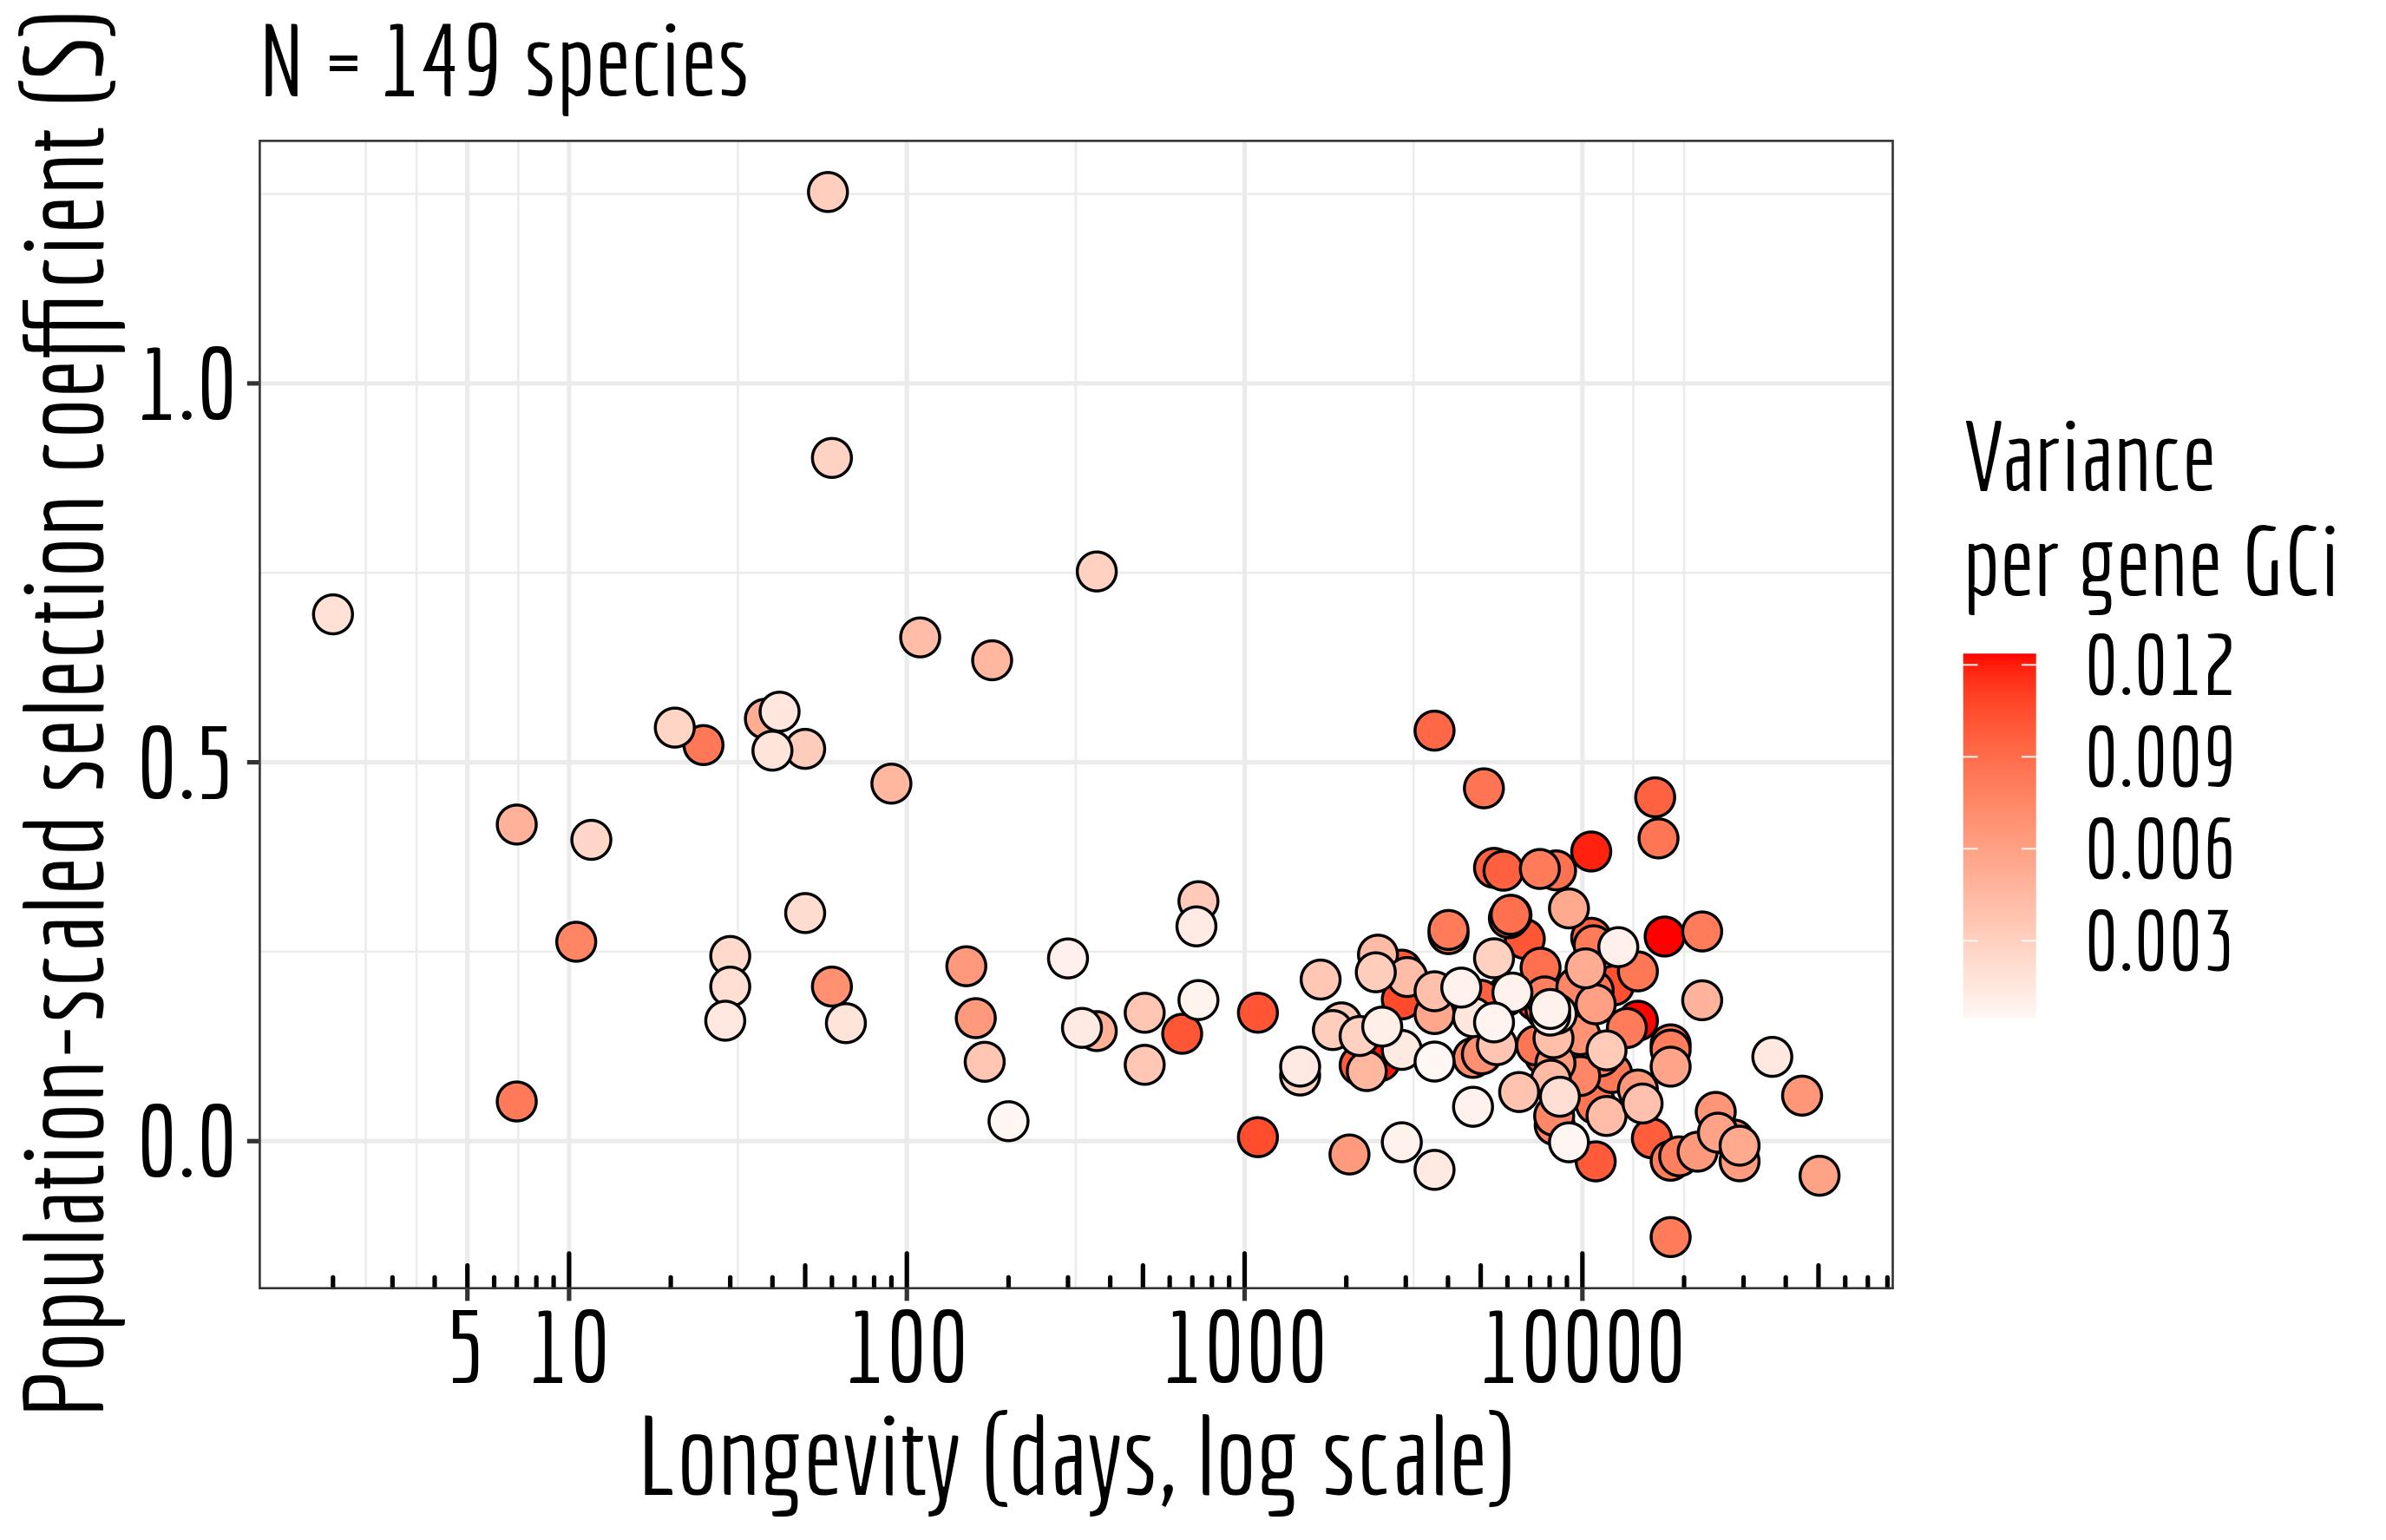 N = 149 species
Population-scaled selection coefficient (S)
1.0
0.5
0.0
5 10 100 1000 10000
Longevity (days, log scale)
Variance
per gene GCi
0.012
0.009
0.006
0.003